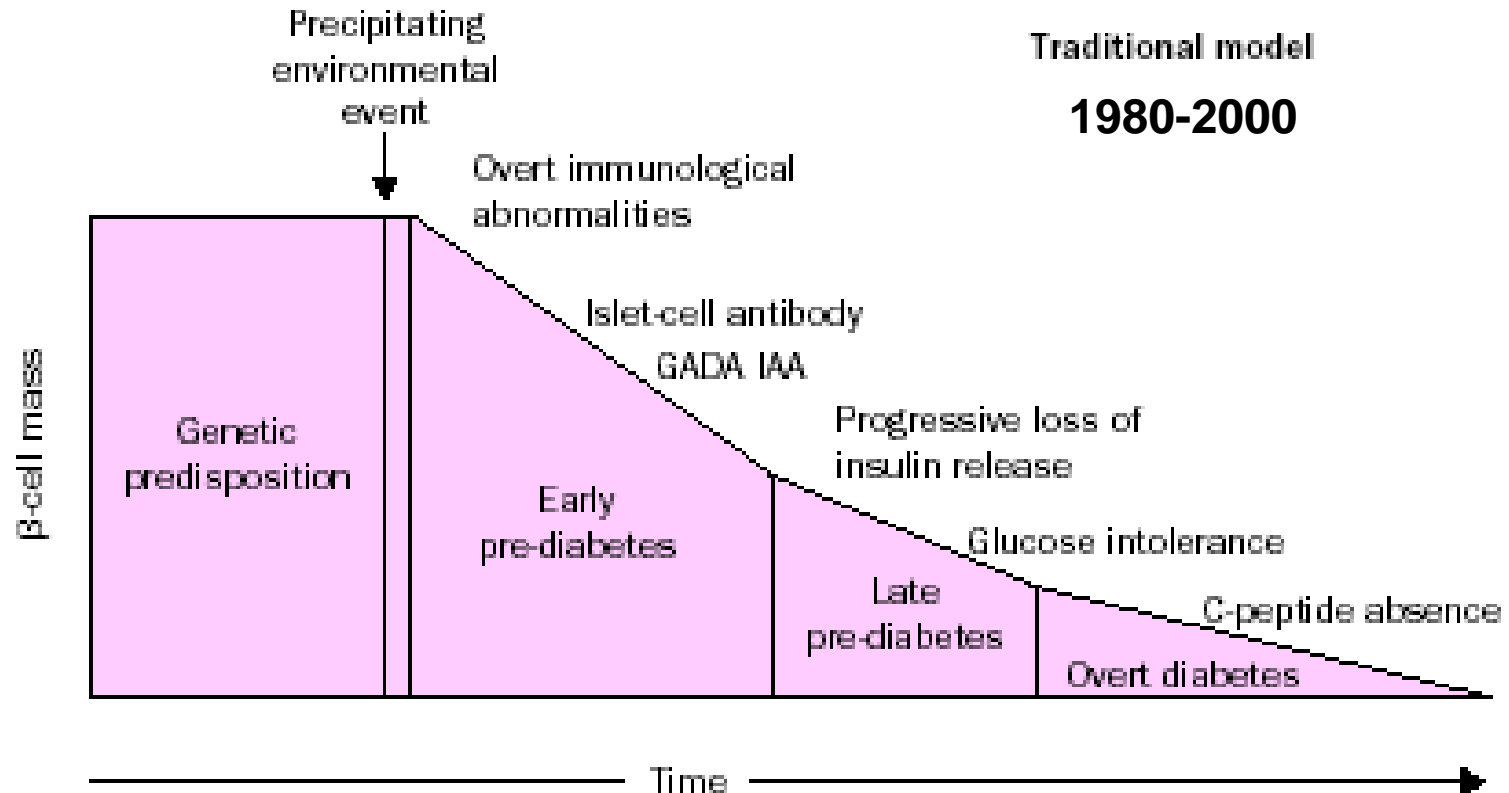 Precipitating
environmental
event
Traditional model
1980-2000
Overt immunological
abnormalities
Islet-cell antibody
GADA IAA
Progressive loss of
insulin release
Glucose intolerance
C-peptide absence
β-cell mass
Genetic
predisposition
Early
pre-diabetes
Late
pre-diabetes
Overt diabetes
Time